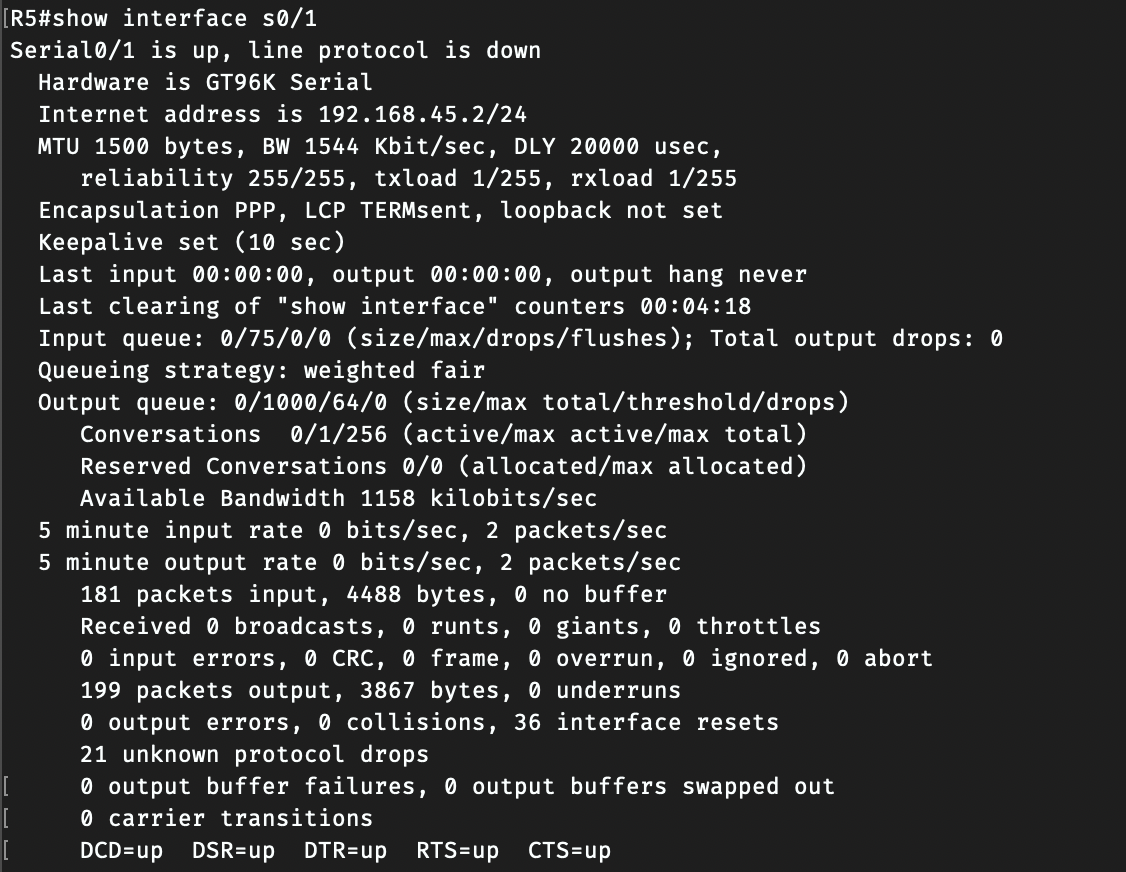 [R5#show interface s0/1
Serial0/1 is up, line protocol is down
  Hardware is GT96K Serial
  Internet address is 192.168.45.2/24
  MTU 1500 bytes, BW 1544 Kbit/sec, DLY 20000 usec,
     reliability 255/255, txload 1/255, rxload 1/255
  Encapsulation PPP, LCP TERMsent, loopback not set
  Keepalive set (10 sec)
  Last input 00:00:00, output 00:00:00, output hang never
  Last clearing of "show interface" counters 00:04:18
  Input queue: 0/75/0/0 (size/max/drops/flushes); Total output drops: 0
  Queueing strategy: weighted fair
  Output queue: 0/1000/64/0 (size/max total/threshold/drops)
     Conversations  0/1/256 (active/max active/max total)
     Reserved Conversations 0/0 (allocated/max allocated)
     Available Bandwidth 1158 kilobits/sec
  5 minute input rate 0 bits/sec, 2 packets/sec
  5 minute output rate 0 bits/sec, 2 packets/sec
     181 packets input, 4488 bytes, 0 no buffer
     Received 0 broadcasts, 0 runts, 0 giants, 0 throttles
     0 input errors, 0 CRC, 0 frame, 0 overrun, 0 ignored, 0 abort
     199 packets output, 3867 bytes, 0 underruns
     0 output errors, 0 collisions, 36 interface resets
     21 unknown protocol drops
[    0 output buffer failures, 0 output buffers swapped out
[    0 carrier transitions
[    DCD=up  DSR=up  DTR=up  RTS=up  CTS=up